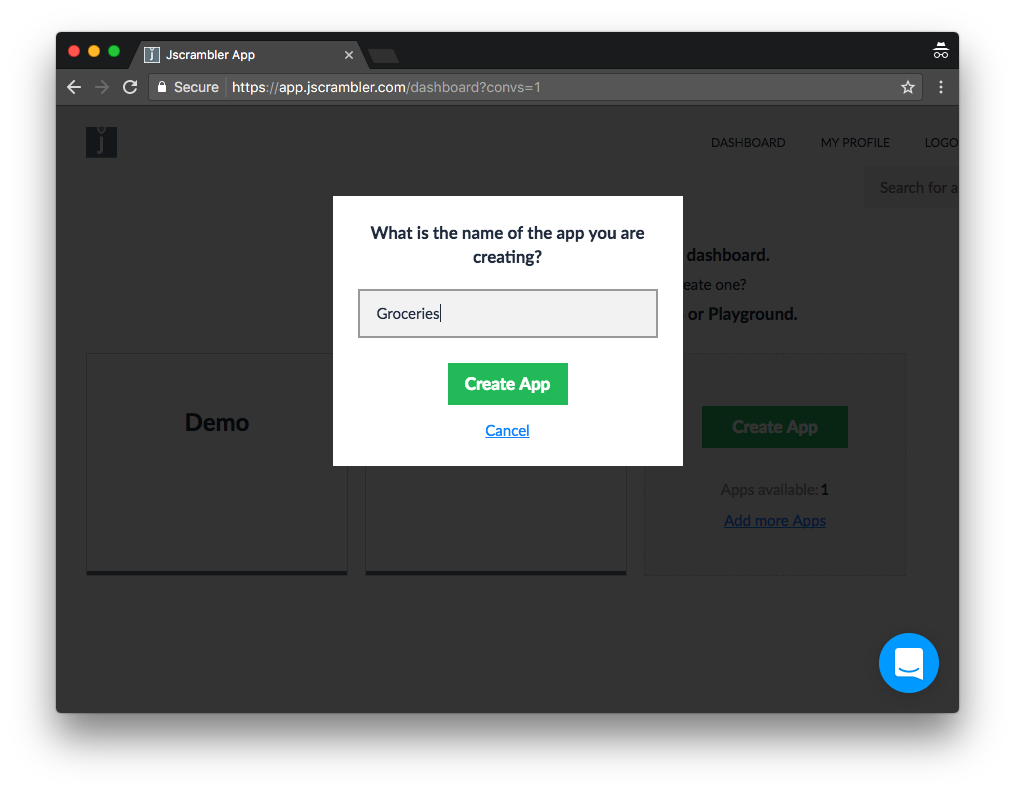 Jscrambler App
Secure https://app.jscrambler.com/dashboard?convs=1
j
DASHBOARD MY PROFILE LOGO
Search for a
What is the name of the app you are
creating?
dashboard.
eate one?
Groceries
or Playground.
Create App
Cancel
Demo
Create App
Apps available: 1
Add more Apps